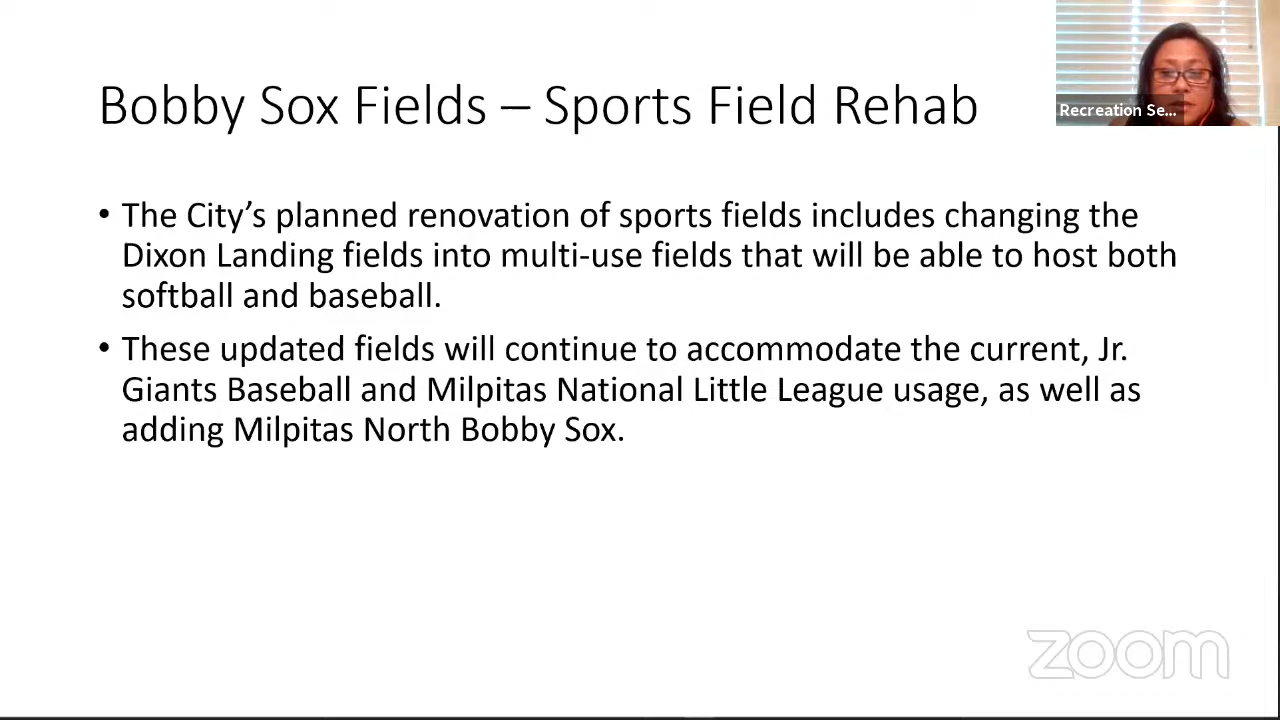 Bobby Sox Fields – Sports Field Rehab
Recreation Se...
• The City’s planned renovation of sports fields includes changing the
Dixon Landing fields into multi-use fields that will be able to host both
softball and baseball.
• These updated fields will continue to accommodate the current, Jr.
Giants Baseball and Milpitas National Little League usage, as well as
adding Milpitas North Bobby Sox.
zoom